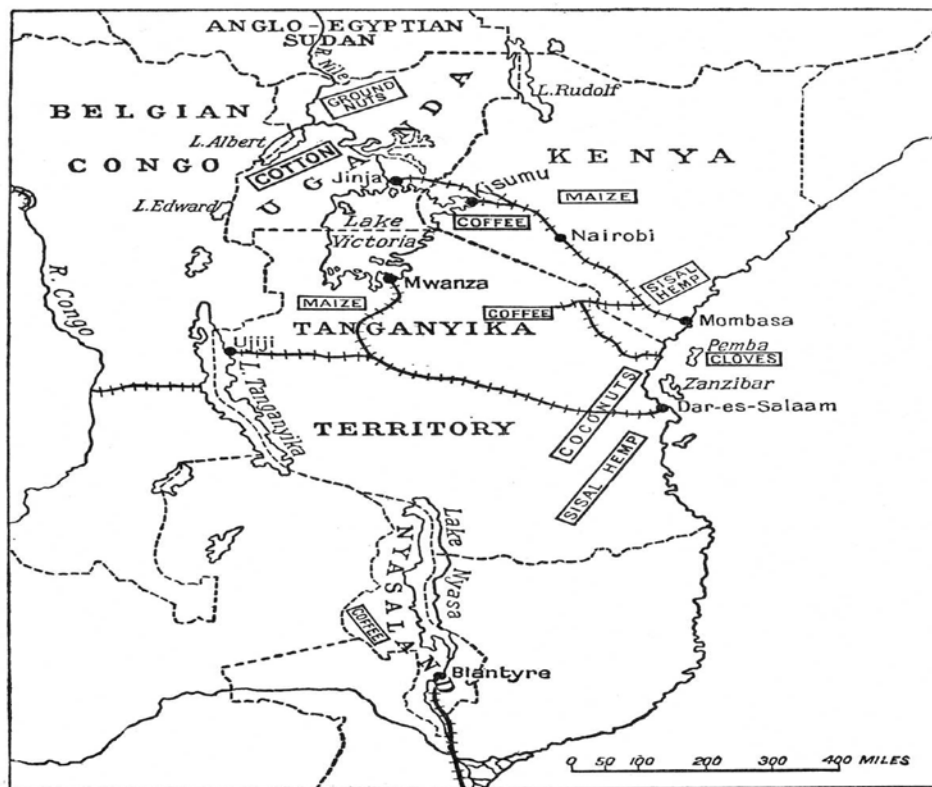 ANGLO-EGYPTIAN
SUDAN
R. Nile
GROUND
NUTS
L. Rudolf
BELGIAN
CONGO
L. Albert
COTTON
UGANDA
KENYA
Jinja
Kisumu
MAIZE
L. Edward
Lake
Victoria
COFFEE
Nairobi
R. Congo
Mwanza
SISAL
HEMP
MAIZE
COFFEE
TANGANYIKA
Mombasa
Ujiji
Pemba
CLOVES
L. Tanganyika
Zanzibar
COCONUTS
Dar-es-Salaam
TERRITORY
SISAL HEMP
Lake Nyasa
NYASALAND
COFFEE
Blantyre
0 100 200 300 400 MILES